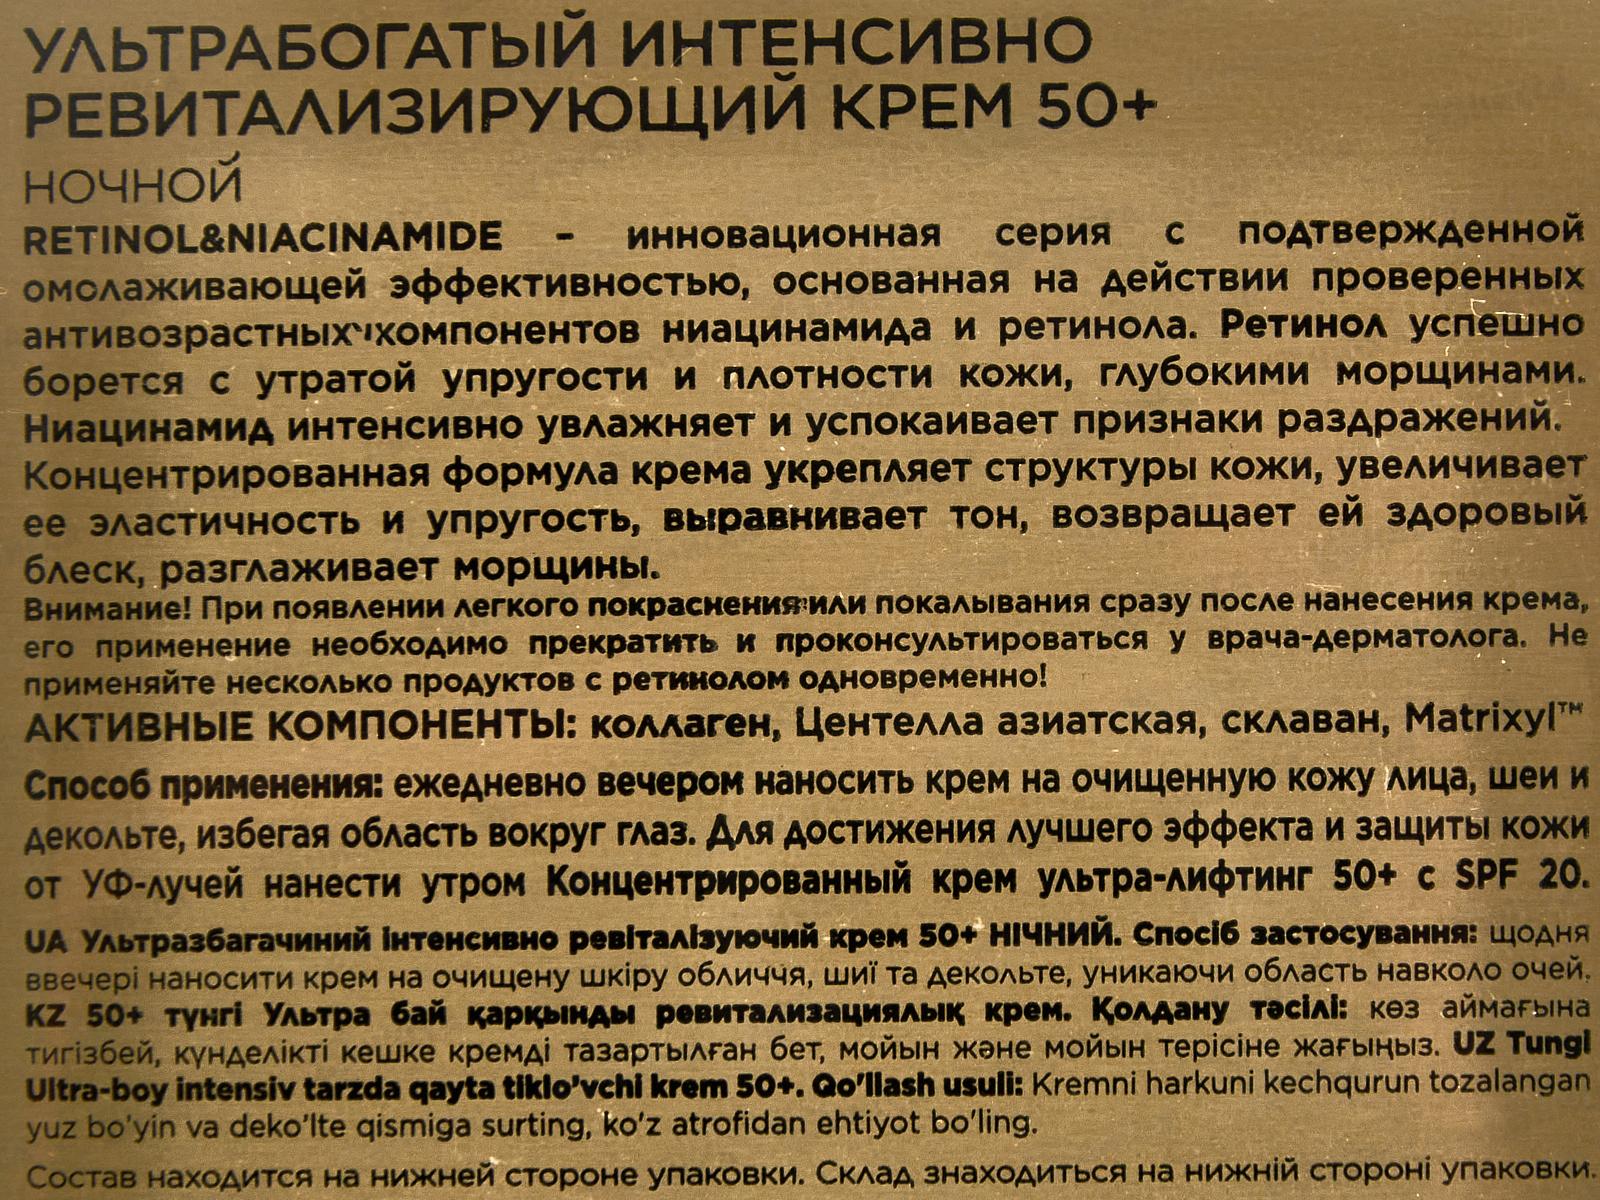 УЛЬТРАБОГАТЫЙ ИНТЕНСИВНО
РЕВИТАЛИЗИРУЮЩИЙ КРЕМ 50+
НОЧНОЙ
RETINOL&NIACINAMIDE - инновационная серия с подтвержденной
омолаживающей эффективностью, основанная на действии проверенных
антивозрастных компонентов ниацинамида и ретинола. Ретинол успешно
борется с утратой упругости и плотности кожи, глубокими морщинами.
Ниацинамид интенсивно увлажняет и успокаивает признаки раздражений.
Концентрированная формула крема укрепляет структуры кожи, увеличивает
ее эластичность и упругость, выравнивает тон, возвращает ей здоровый
блеск, разглаживает морщины.
Внимание! При появлении легкого покраснения или покалывания сразу после нанесения крема,
его применение необходимо прекратить и проконсультироваться у врача-дерматолога. Не
применяйте несколько продуктов с ретинолом одновременно!
АКТИВНЫЕ КОМПОНЕНТЫ: коллаген, Центелла азиатская, склаван, Matrixyl™
Способ применения: ежедневно вечером наносить крем на очищенную кожу лица, шеи и
декольте, избегая область вокруг глаз. Для достижения лучшего эффекта и защиты кожи
от УФ-лучей нанести утром Концентрированный крем ультра-лифтинг 50+ с SPF 20.
UA Ультразбагачиний інтенсивно ревіталізуючий крем 50+ НІЧНИЙ. Спосіб застосування: щодня
ввечері наносити крем на очищену шкіру обличчя, шиї та декольте, уникаючи область навколо очей.
KZ 50+ түнгі Ультра бай қарқынды ревитализациялық крем. Қолдану тәсілі: көз аймағына
тигізбей, күнделікті кешке кремді тазартылған бет, мойын және мойын терісіне жағыңыз. UZ Tungi
Ultra-boy intensiv tarzda qayta tiklo'vchi krem 50+. Qo'llash usuli: Kremni harkuni kechqurun tozalangan
yuz bo'yin va deko'lte qismiga surting, ko'z atrofidan ehtiyot bo'ling.
Состав находится на нижней стороне упаковки. Склад знаходиться на нижній стороні упаковки.